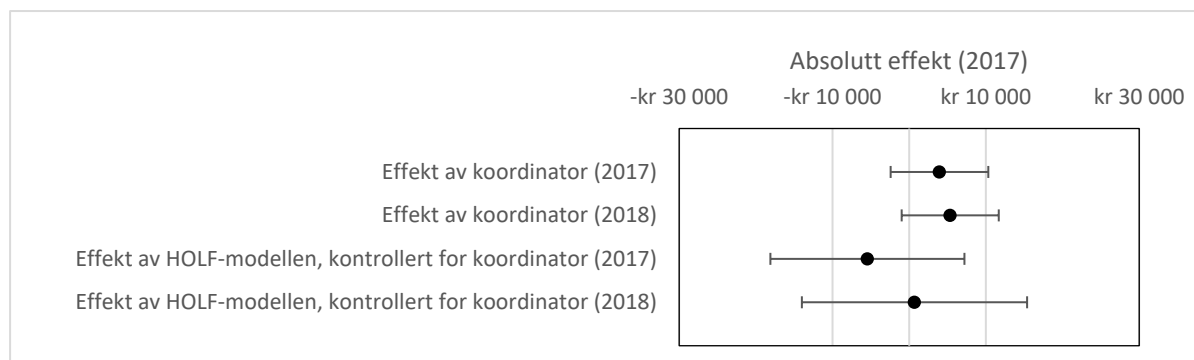 Absolutt effekt (2017)
-kr 30 000 -kr 10 000 kr 10 000 kr 30 000
Effekt av koordinator (2017)
Effekt av koordinator (2018)
Effekt av HOLF-modellen, kontrollert for koordinator (2017)
Effekt av HOLF-modellen, kontrollert for koordinator (2018)